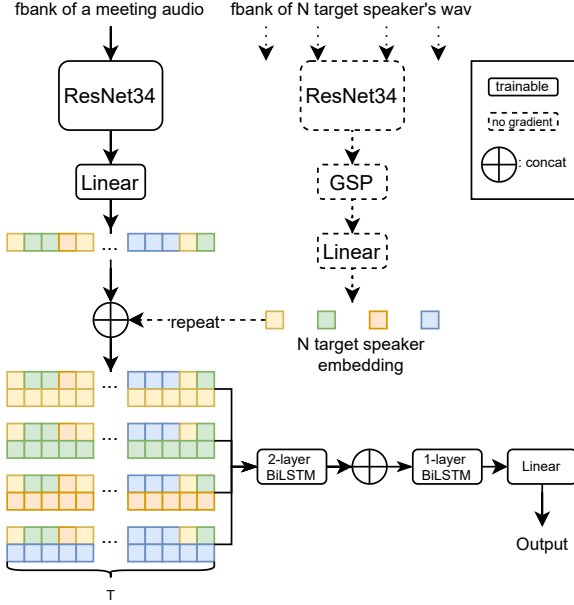 fbank of a meeting audio
fbank of N target speaker's wav
ResNet34
ResNet34
trainable
no gradient
: concat
Linear
GSP
Linear
...
repeat
N target speaker
embedding
...
...
...
...
2-layer
BiLSTM
1-layer
BiLSTM
Linear
Output
T